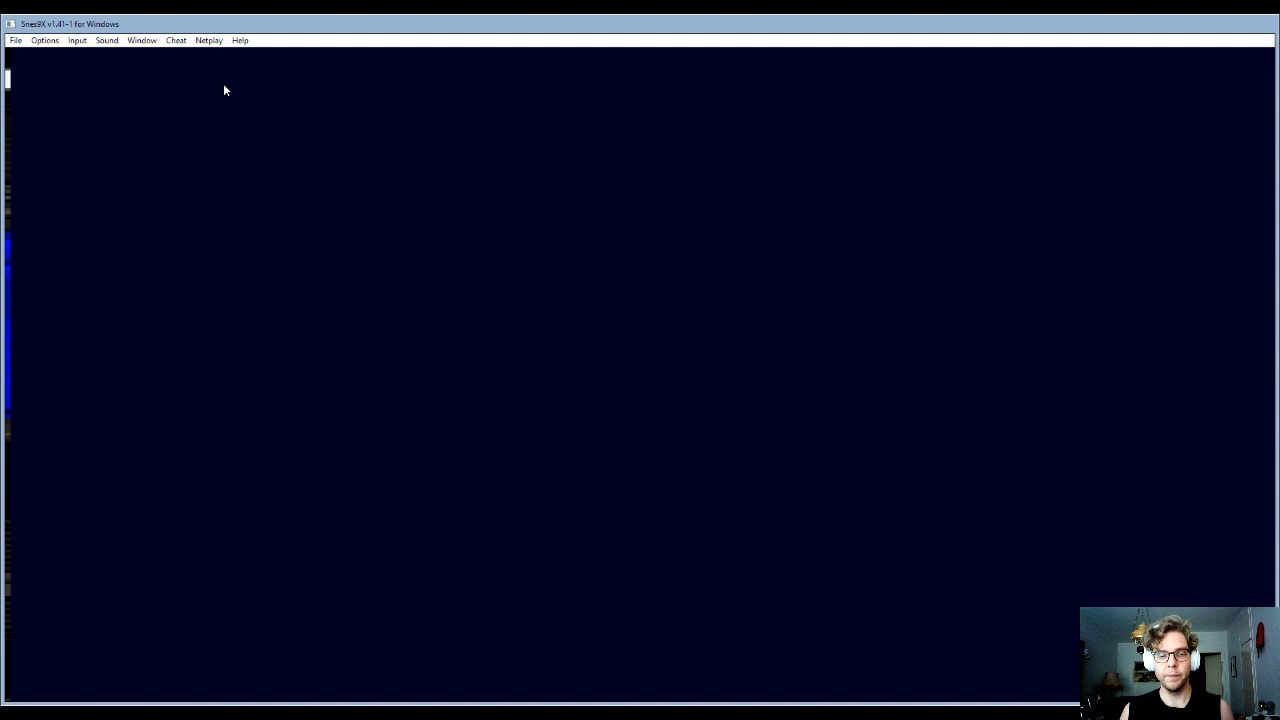 Snes9X v1.41-1 for Windows
File Options Input Sound Window Cheat Netplay Help